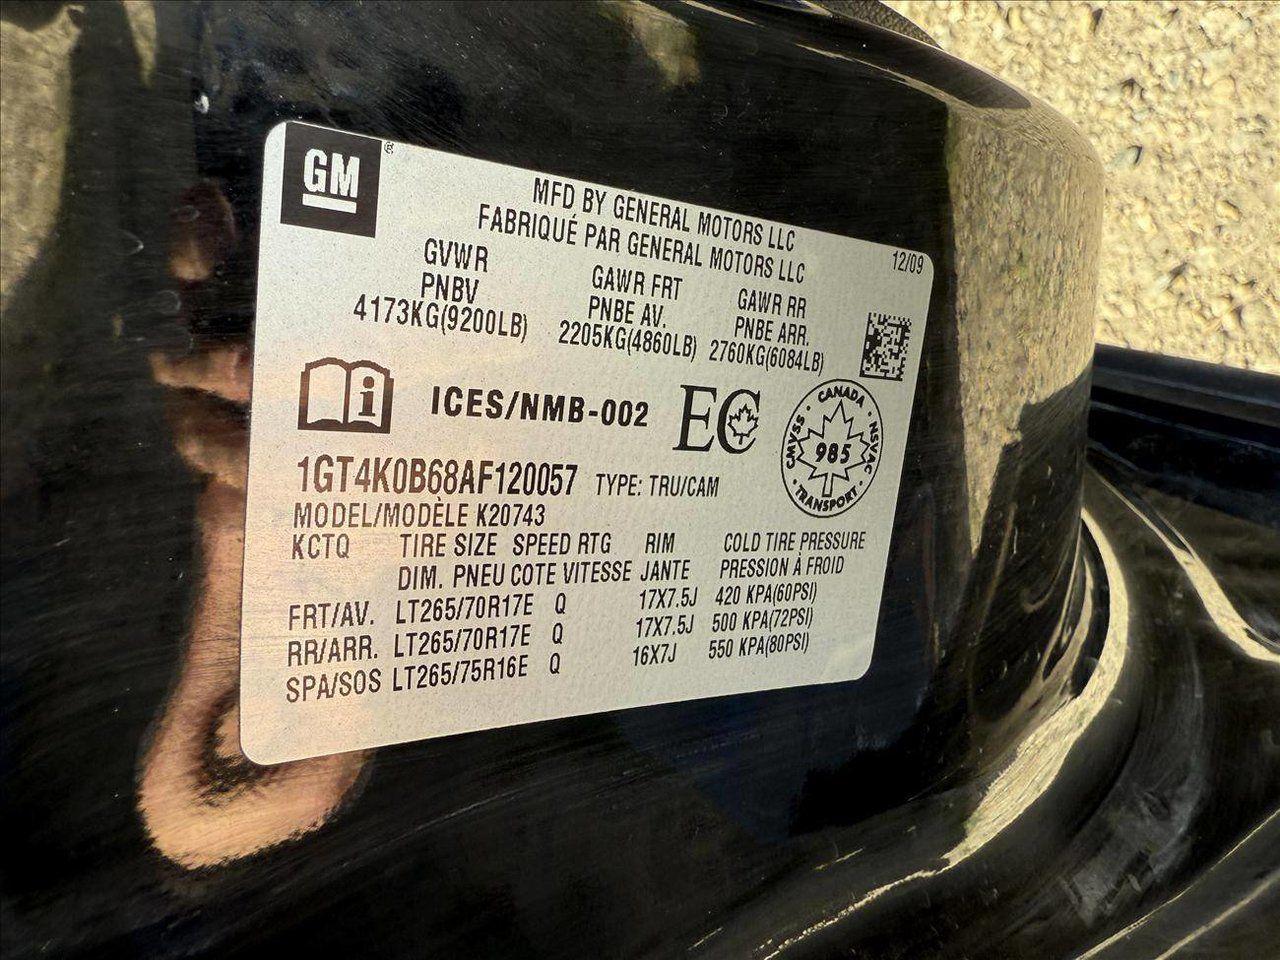 GM
MFD BY GENERAL MOTORS LLC
FABRIQUÉ PAR GENERAL MOTORS LLC
12/09
GVWR GAWR FRT GAWR RR
PNBV PNBE AV. PNBE ARR.
4173KG(9200LB) 2205KG(4860LB) 2760KG(6084LB)
i ICES/NMB-002 EC
CANADA · NSVAC · TRANSPORT · CMVSS ·
985
1GT4K0B68AF120057 TYPE: TRU/CAM
MODEL/MODÈLE K20743
KCTQ TIRE SIZE SPEED RTG RIM COLD TIRE PRESSURE
DIM. PNEU COTE VITESSE JANTE PRESSION À FROID
FRT/AV. LT265/70R17E Q 17X7.5J 420 KPA(60PSI)
RR/ARR. LT265/70R17E Q 17X7.5J 500 KPA(72PSI)
SPA/SOS LT265/75R16E Q 16X7J 550 KPA(80PSI)